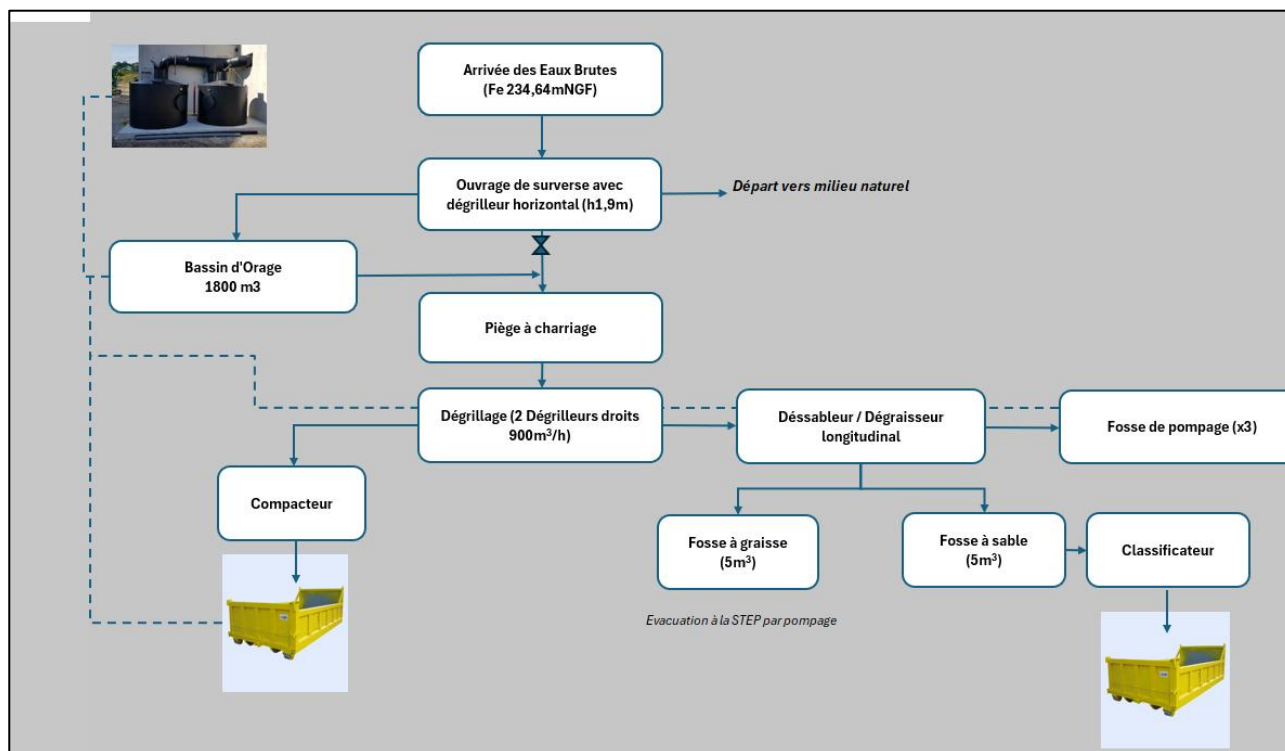 Arrivée des Eaux Brutes
(Fe 234,64mNGF)
Ouvrage de surverse avec
dégrilleur horizontal (h1,9m)
Départ vers milieu naturel
Bassin d'Orage
1800 m3
Piège à charriage
Dégrillage (2 Dégrilleurs droits
900m³/h)
Déssableur / Dégraisseur
longitudinal
Fosse de pompage (x3)
Compacteur
Fosse à graisse
(5m³)
Fosse à sable
(5m³)
Classificateur
Evacuation à la STEP par pompage